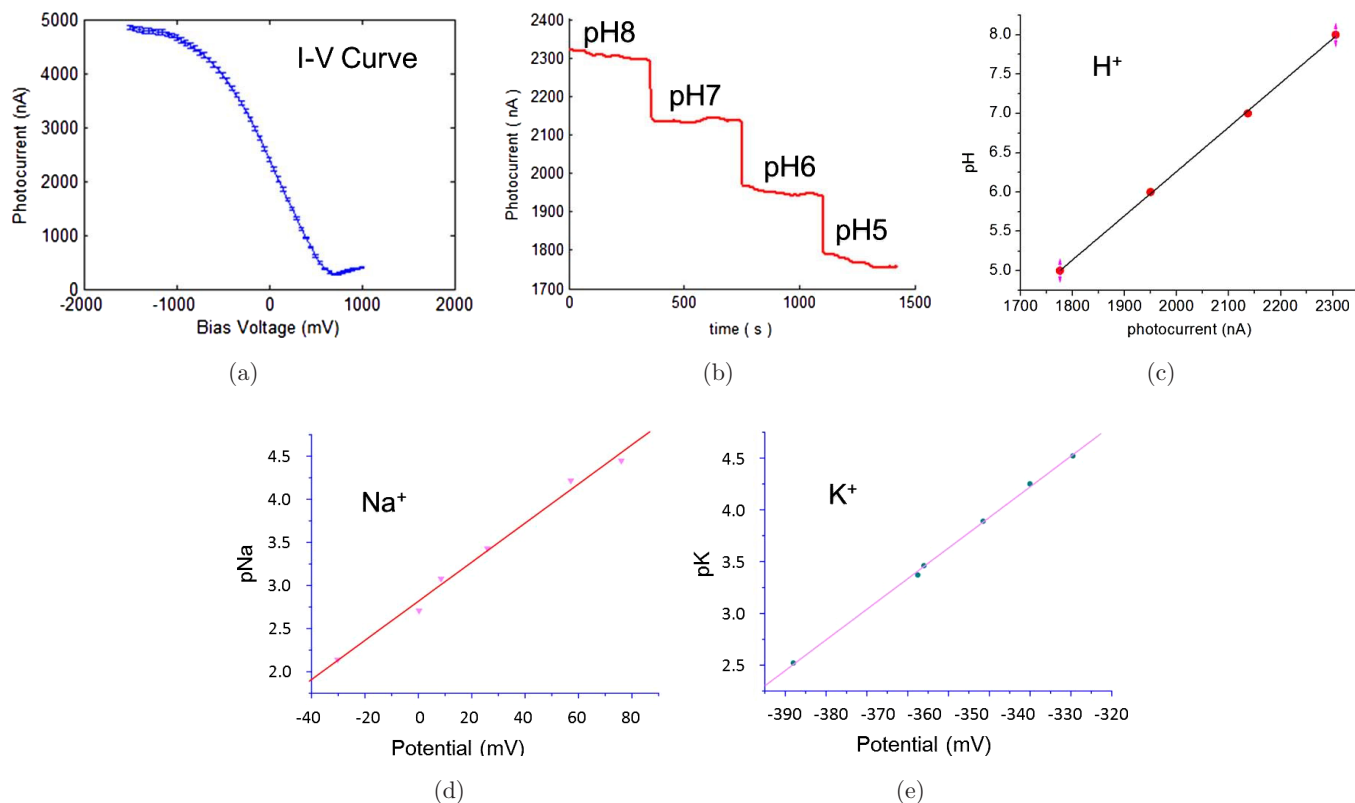 I-V Curve
Photocurrent (nA)
5000
4000
3000
2000
1000
0
-2000
-1000
0
1000
2000
Bias Voltage (mV)
(a)
pH8
pH7
pH6
pH5
Photocurrent ( nA )
2400
2300
2200
2100
2000
1900
1800
1700
0
500
1000
1500
time ( s )
(b)
H+
pH
8.0
7.5
7.0
6.5
6.0
5.5
5.0
1700
1800
1900
2000
2100
2200
2300
photocurrent (nA)
(c)
Na+
pNa
4.5
4.0
3.5
3.0
2.5
2.0
-40
-20
0
20
40
60
80
Potential (mV)
(d)
K+
pK
4.5
4.0
3.5
3.0
2.5
-390
-380
-370
-360
-350
-340
-330
-320
Potential (mV)
(e)